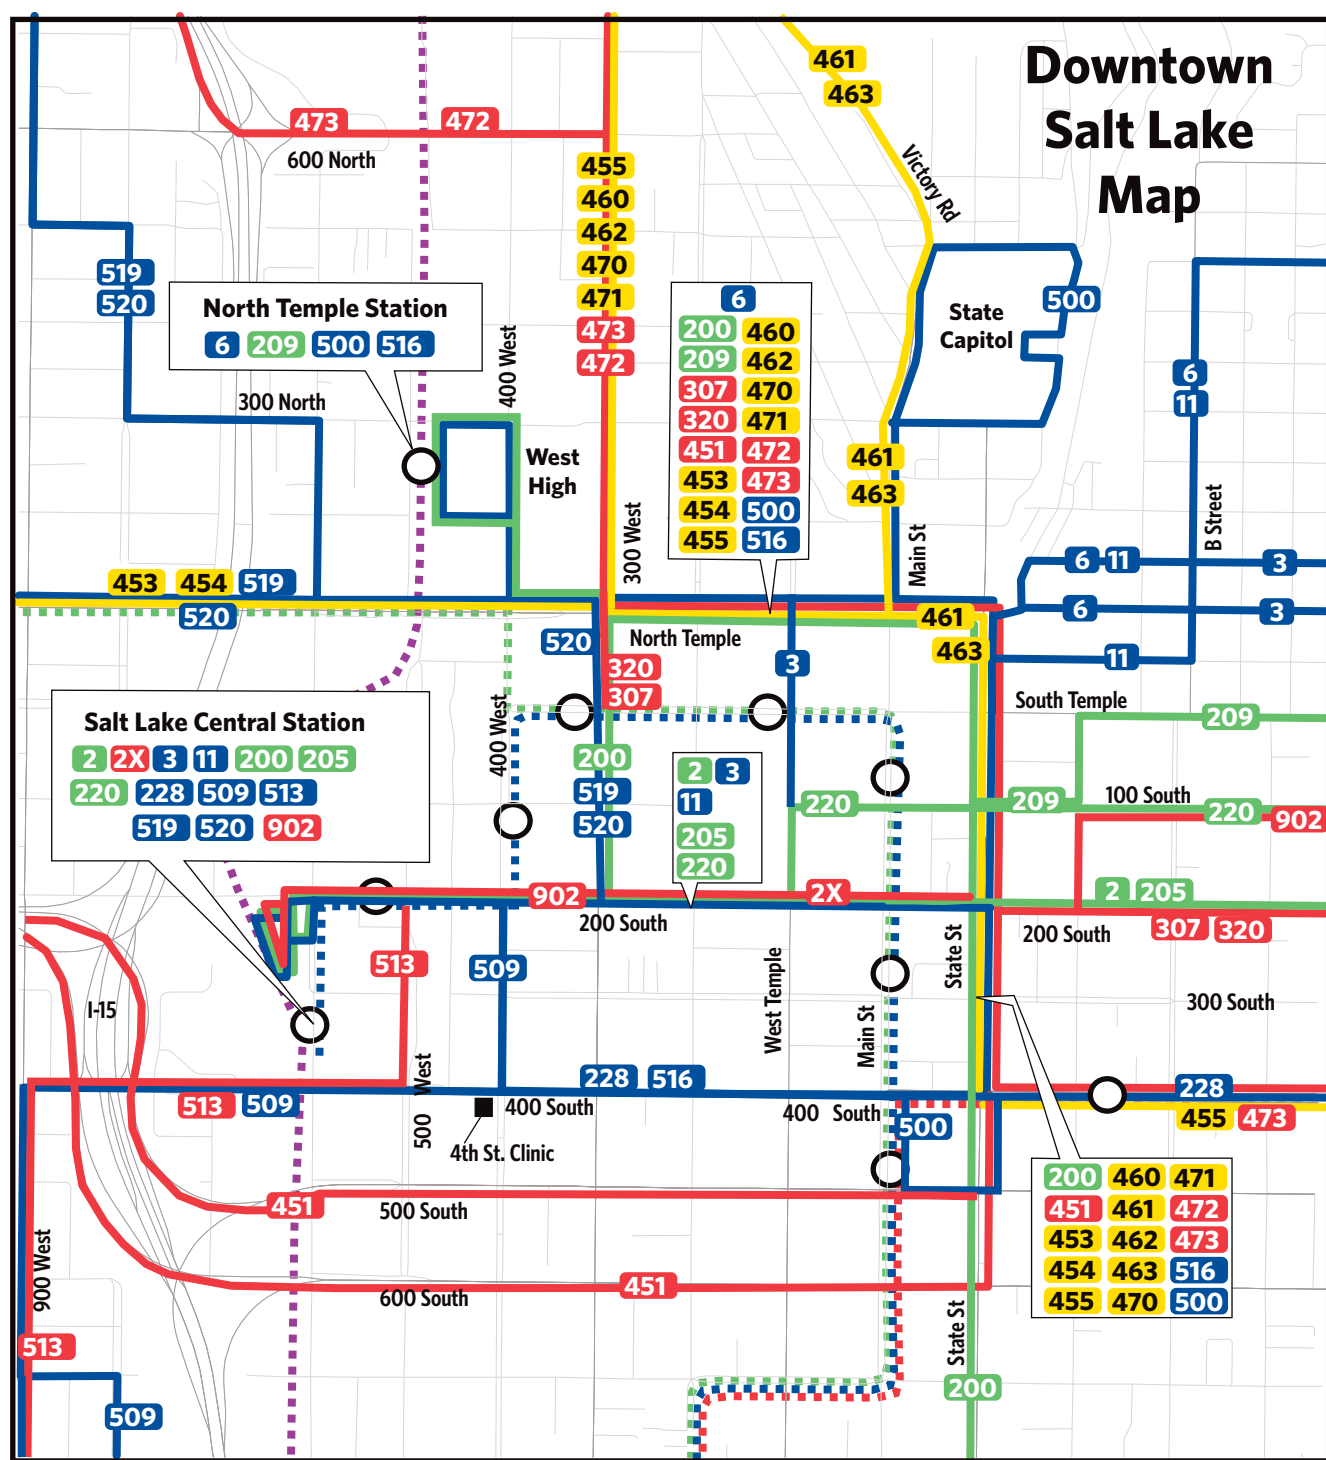 Downtown
Salt Lake
Map
461
463
Victory Rd
473 472
600 North
455
460
462
470
471
473
472
519
520
North Temple Station
6 209 500 516
400 West
300 North
West
High
300 West
6
200 460
209 462
307 470
320 471
451 472
453 473
454 500
455 516
State
Capitol
500
461
463
Main St
6
11
B Street
6 11 3
6 3
11
453 454 519
520
520
North Temple
461
463
320
307
3
South Temple
209
Salt Lake Central Station
2 2X 3 11 200 205
220 228 509 513
519 520 902
400 West
200
519
520
2 3
11
205
220
220
209
100 South
220
902
902
2X
2 205
200 South
200 South
307 320
State St
513
509
West Temple
Main St
300 South
I-15
500 West
228 516
228
513 509
400 South
400 South
500
455 473
4th St. Clinic
451
500 South
200 460 471
451 461 472
453 462 473
454 463 516
455 470 500
900 West
451
600 South
State St
513
200
509